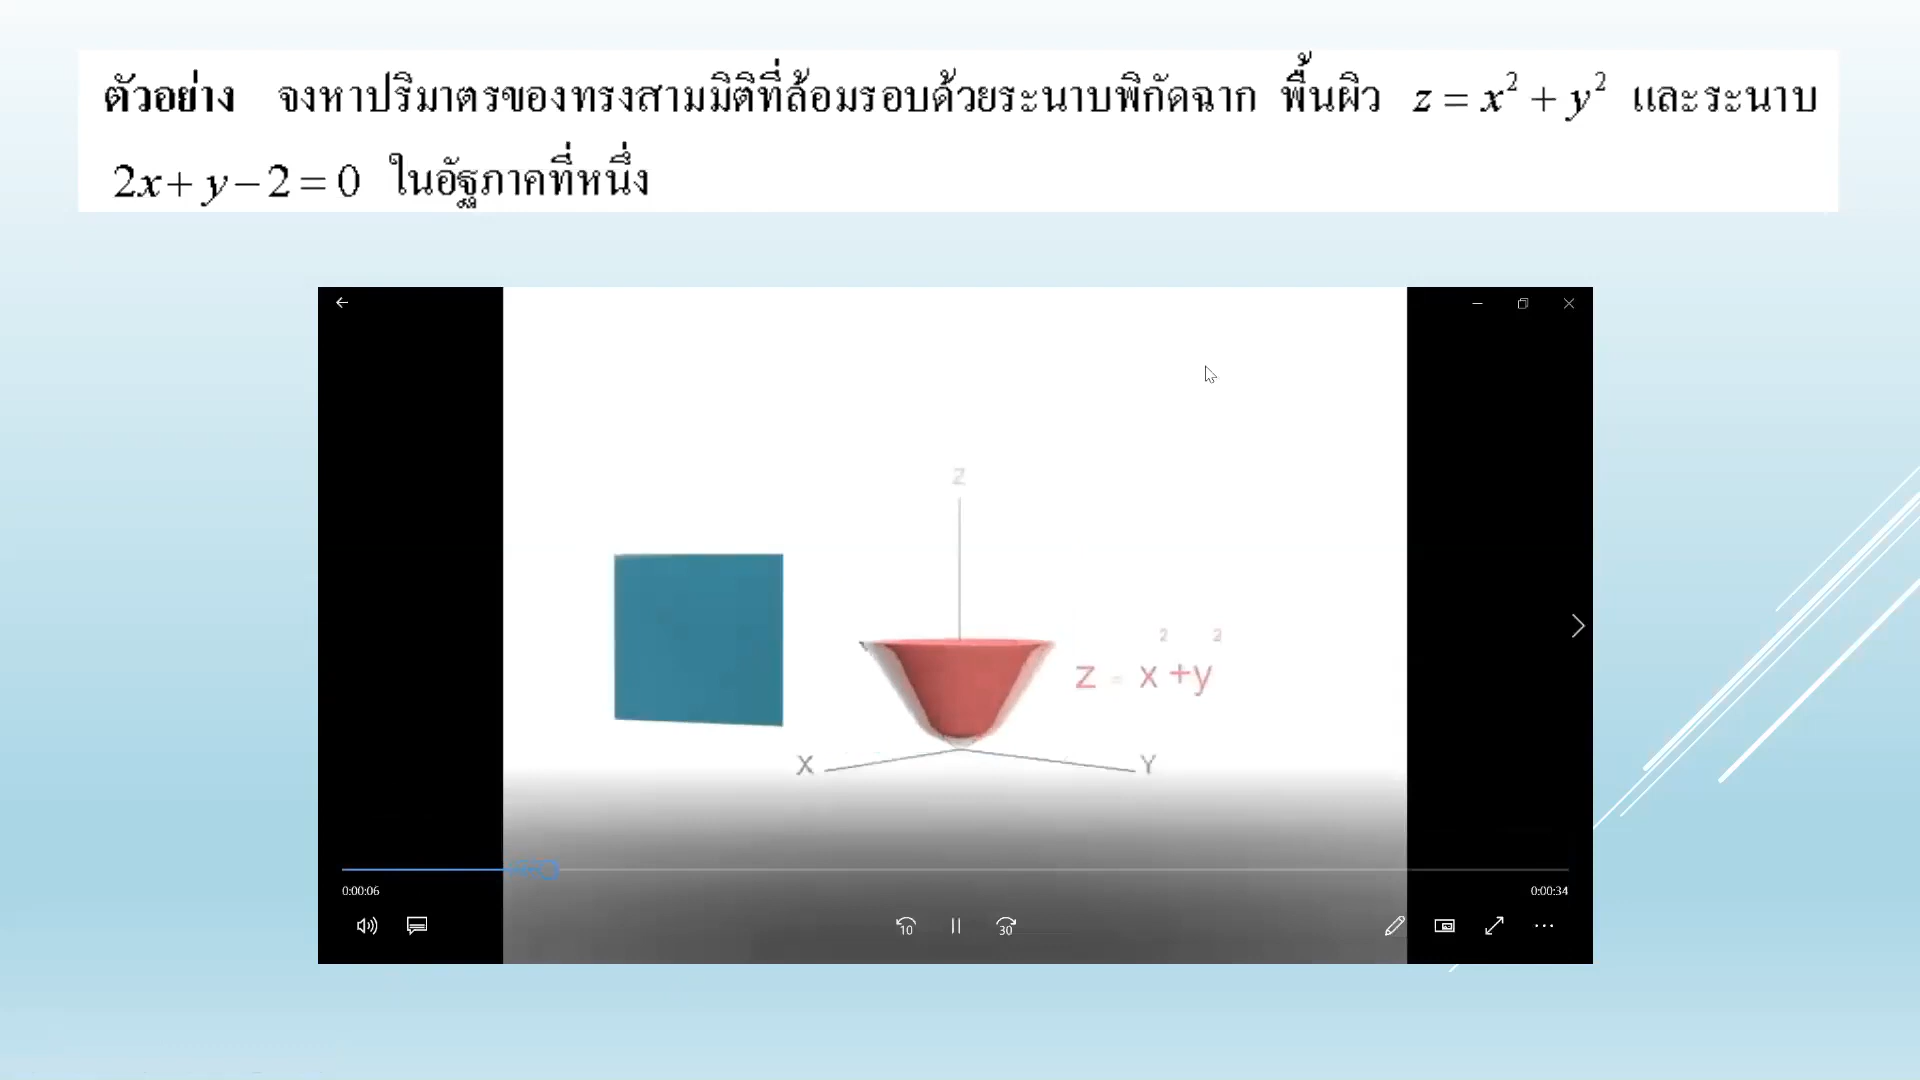 ตัวอย่าง จงหาปริมาตรของทรงสามมิติที่ล้อมรอบด้วยระนาบพิกัดฉาก พื้นผิว z = x² + y² และระนาบ
2x + y − 2 = 0 ในอัฐภาคที่หนึ่ง
Z
z = x²+y²
X
Y
0:00:06
0:00:34
10
30